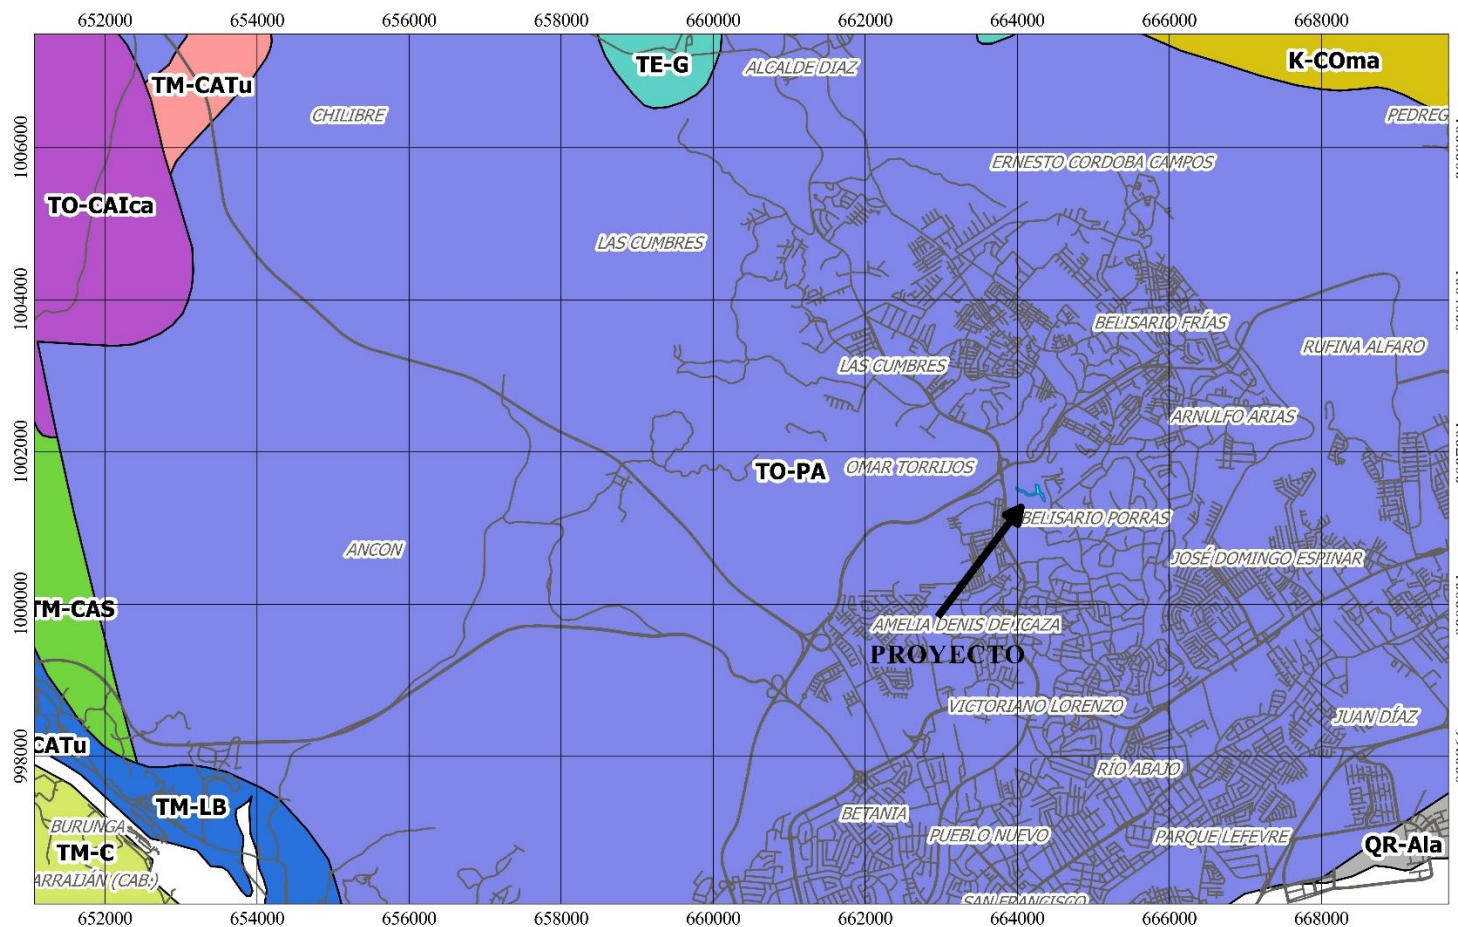 652000 654000 656000 658000 660000 662000 664000 666000 668000
TE-G
ALCALDE DIAZ
K-COma
TM-CATu
CHILIBRE
PEDREG
1006000
ERNESTO CORDOBA CAMPOS
TO-CAIca
LAS CUMBRES
1004000
BELISARIO FRÍAS
RUFINA ALFARO
LAS CUMBRES
ARNULFO ARIAS
1002000
TO-PA
OMAR TORRIJOS
BELISARIO PORRAS
ANCON
JOSÉ DOMINGO ESPINAR
1000000
TM-CAS
AMELIA DENIS DE ICAZA
PROYECTO
VICTORIANO LORENZO
JUAN DÍAZ
998000
CATu
RÍO ABAJO
TM-LB
BETANIA
BURUNGA
PUEBLO NUEVO
PARQUE LEFEVRE
QR-Ala
TM-C
ARRAIJÁN (CAB.)
SAN FRANCISCO
652000 654000 656000 658000 660000 662000 664000 666000 668000